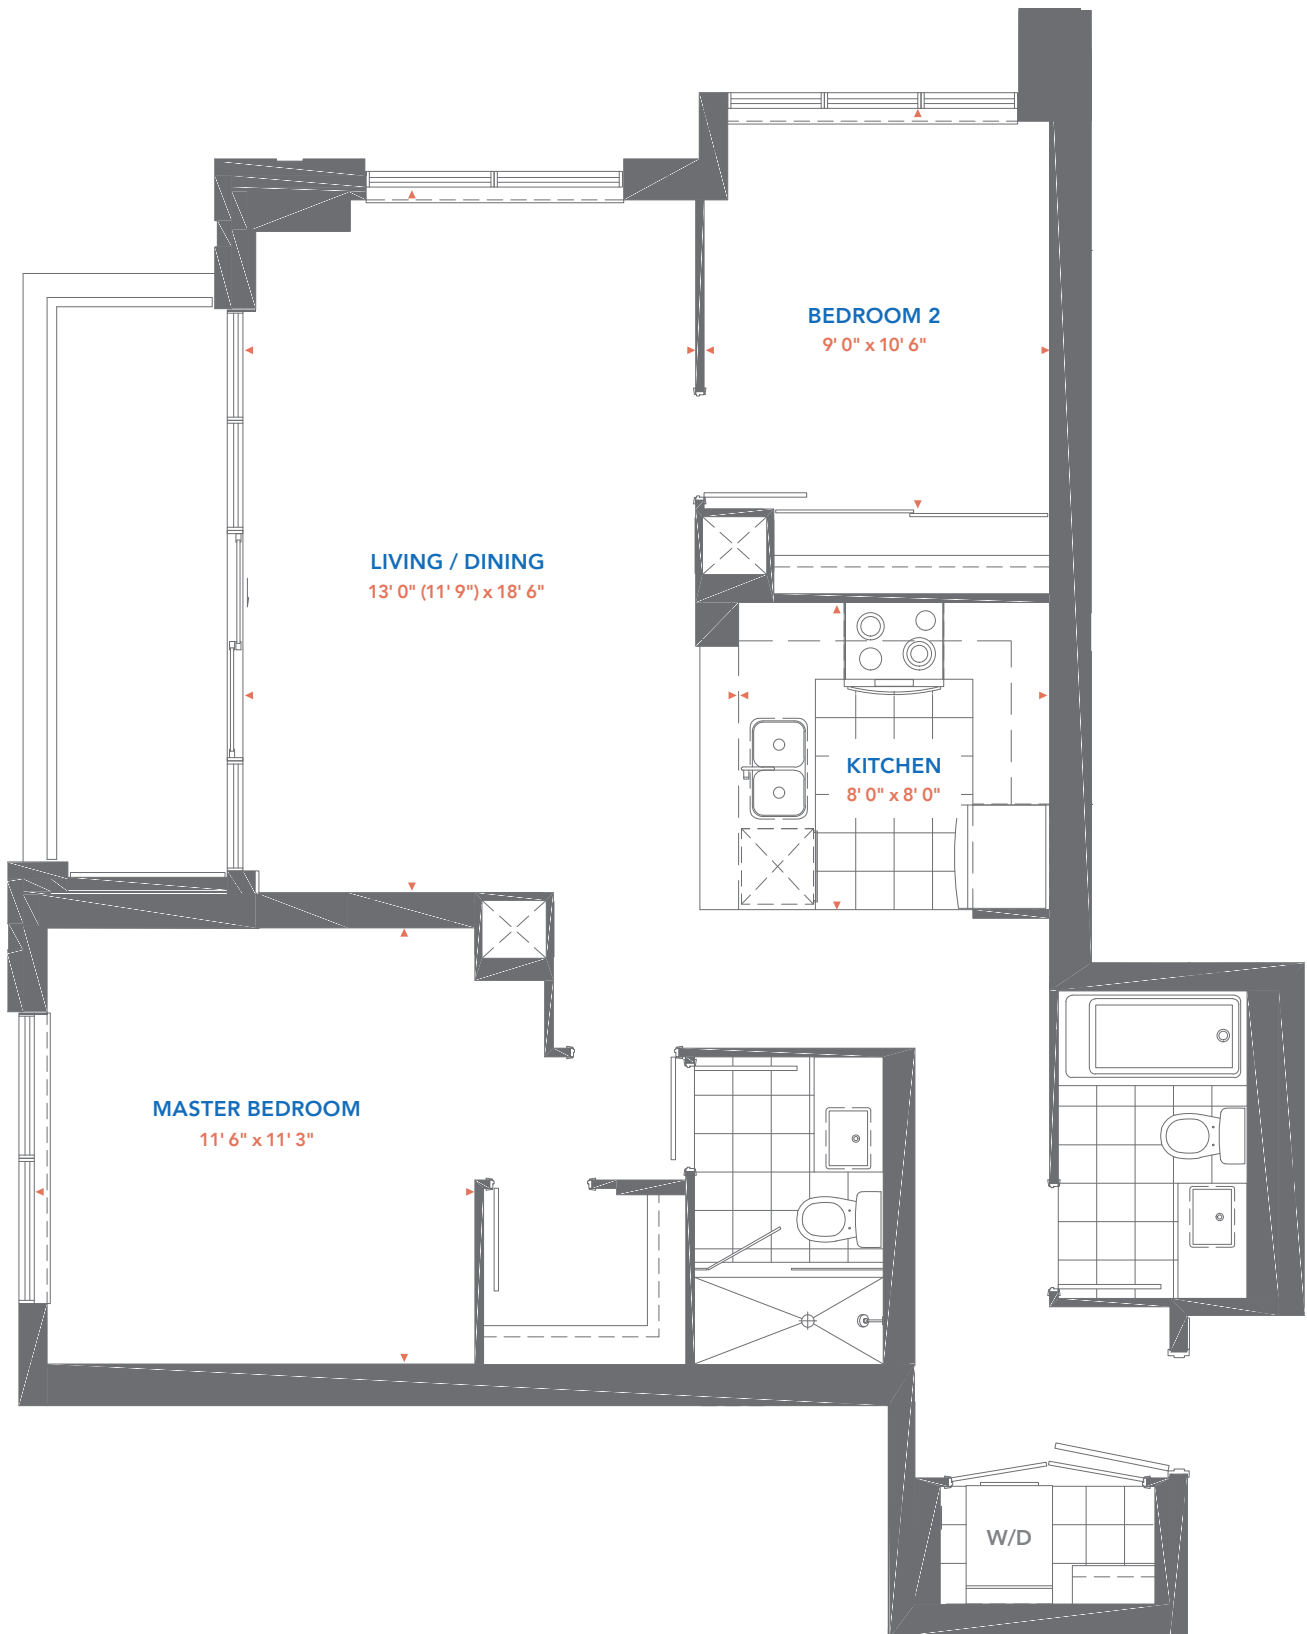 BEDROOM 2
9' 0" x 10' 6"
LIVING / DINING
13' 0" (11' 9") x 18' 6"
KITCHEN
8' 0" x 8' 0"
MASTER BEDROOM
11' 6" x 11' 3"
W/D